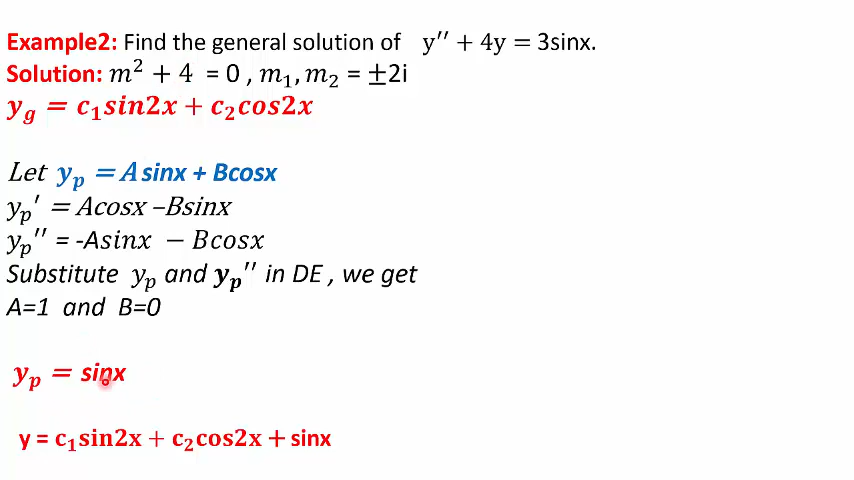 Example2: Find the general solution of y′′ + 4y = 3sinx.
Solution: m² + 4 = 0 , m₁, m₂ = ±2i
y_g = c₁sin2x + c₂cos2x
Let y_p = A sinx + Bcosx
y_p′ = Acosx –Bsinx
y_p′′ = -Asinx − Bcosx
Substitute y_p and y_p′′ in DE , we get
A=1 and B=0
y_p = sinx
y = c₁sin2x + c₂cos2x + sinx